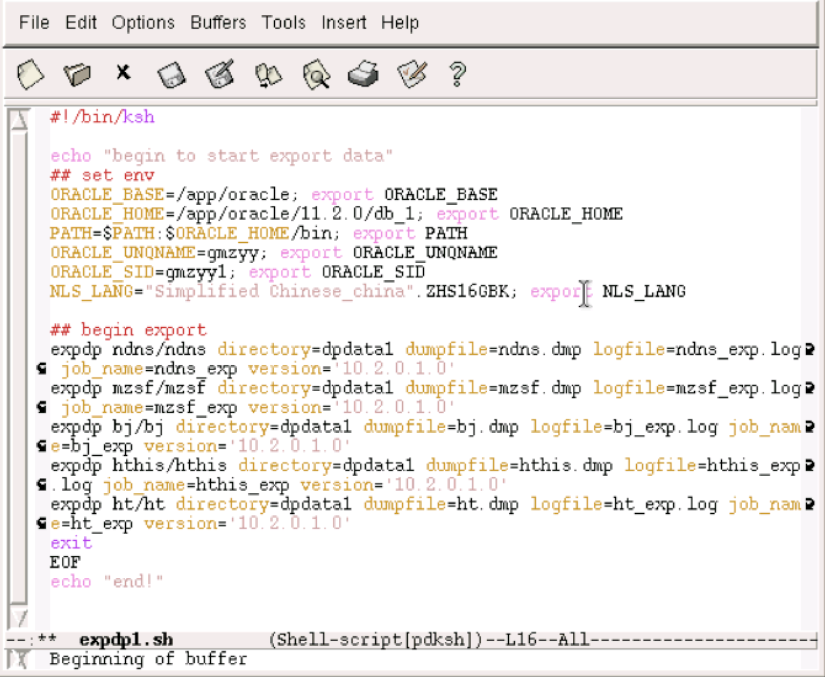 File Edit Options Buffers Tools Insert Help
#!/bin/ksh
echo "begin to start export data"
## set env
ORACLE_BASE=/app/oracle; export ORACLE_BASE
ORACLE_HOME=/app/oracle/11.2.0/db_1; export ORACLE_HOME
PATH=$PATH:$ORACLE_HOME/bin; export PATH
ORACLE_UNQNAME=gmzyy; export ORACLE_UNQNAME
ORACLE_SID=gmzyy1; export ORACLE_SID
NLS_LANG="Simplified Chinese_china".ZHS16GBK; export NLS_LANG
## begin export
expdp ndns/ndns directory=dpdata1 dumpfile=ndns.dmp logfile=ndns_exp.log
job_name=ndns_exp version='10.2.0.1.0'
expdp mzsf/mzsf directory=dpdata1 dumpfile=mzsf.dmp logfile=mzsf_exp.log
job_name=mzsf_exp version='10.2.0.1.0'
expdp bj/bj directory=dpdata1 dumpfile=bj.dmp logfile=bj_exp.log job_nam
e=bj_exp version='10.2.0.1.0'
expdp hthis/hthis directory=dpdata1 dumpfile=hthis.dmp logfile=hthis_exp
.log job_name=hthis_exp version='10.2.0.1.0'
expdp ht/ht directory=dpdata1 dumpfile=ht.dmp logfile=ht_exp.log job_nam
e=ht_exp version='10.2.0.1.0'
exit
EOF
echo "end!"
--:** expdp1.sh (Shell-script[pdksh])--L16--All----------------------
Beginning of buffer